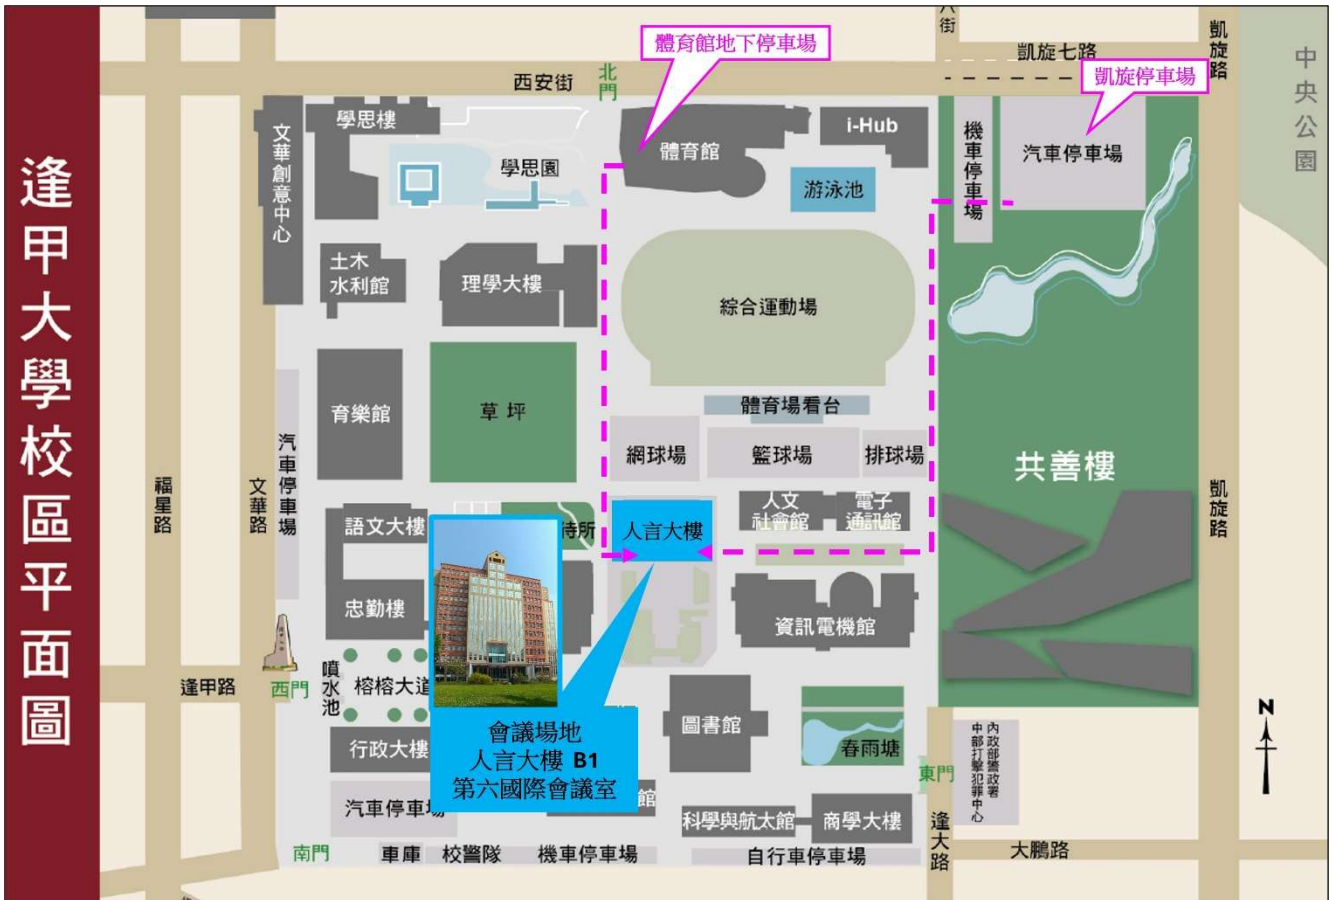 逢甲大學校區平面圖
八街
凱旋七路
凱旋路
中央公園
體育館地下停車場
凱旋停車場
西安街
北門
文華創意中心
學思樓
學思園
體育館
i-Hub
游泳池
機車停車場
汽車停車場
土木
水利館
理學大樓
綜合運動場
育樂館
草坪
體育場看台
網球場
籃球場
排球場
共善樓
福星路
文華路
汽車停車場
凱旋路
語文大樓
待所
人言大樓
人文
社會館
電子
通訊館
忠勤樓
資訊電機館
逢甲路
西門
噴水池
榕榕大道
行政大樓
會議場地
人言大樓 B1
第六國際會議室
館
圖書館
春雨塘
東門
內政部警政署
中部打擊犯罪中心
N
汽車停車場
科學與航太館
商學大樓
南門
車庫
校警隊
機車停車場
自行車停車場
逢大路
大鵬路